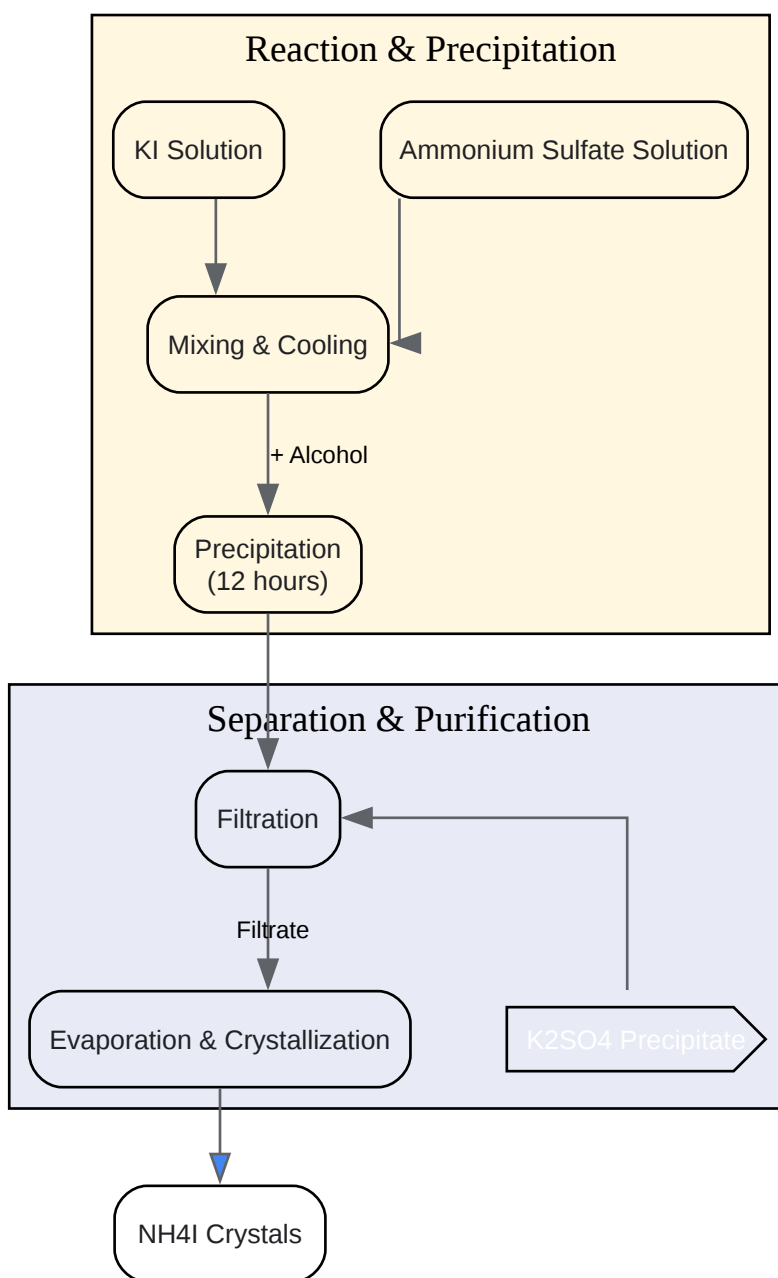 Reaction & Precipitation
KI Solution
Ammonium Sulfate Solution
Mixing & Cooling
+ Alcohol
Precipitation
(12 hours)
Separation & Purification
Filtration
Filtrate
Evaporation & Crystallization
K2SO4 Precipitate
NH4I Crystals